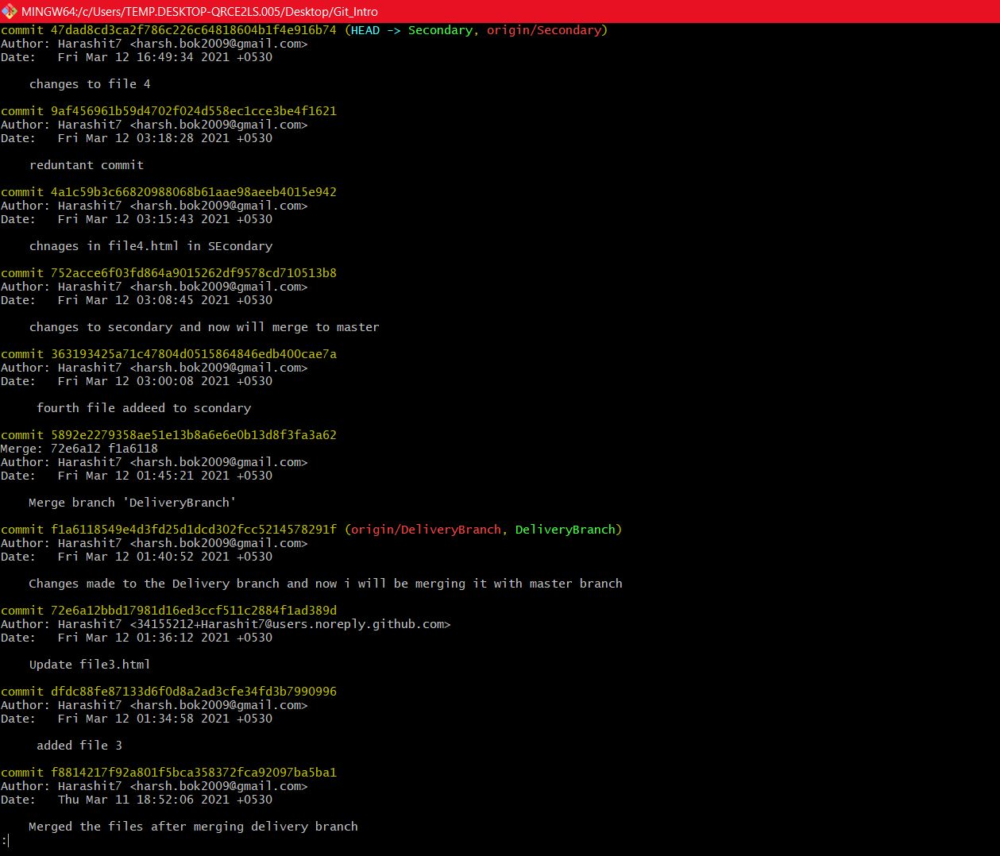 MINGW64:/c/Users/TEMP.DESKTOP-QRCE2LS.005/Desktop/Git_Intro
commit 47dad8cd3ca2f786c226c64818604b1f4e916b74 (HEAD -> Secondary, origin/Secondary)
Author: Harashit7 <harsh.bok2009@gmail.com>
Date:   Fri Mar 12 16:49:34 2021 +0530
changes to file 4
commit 9af456961b59d4702f024d558ec1cce3be4f1621
Author: Harashit7 <harsh.bok2009@gmail.com>
Date:   Fri Mar 12 03:18:28 2021 +0530
reduntant commit
commit 4a1c59b3c66820988068b61aae98aeeb4015e942
Author: Harashit7 <harsh.bok2009@gmail.com>
Date:   Fri Mar 12 03:15:43 2021 +0530
chnages in file4.html in SEcondary
commit 752acce6f03fd864a9015262df9578cd710513b8
Author: Harashit7 <harsh.bok2009@gmail.com>
Date:   Fri Mar 12 03:08:45 2021 +0530
changes to secondary and now will merge to master
commit 363193425a71c47804d0515864846edb400cae7a
Author: Harashit7 <harsh.bok2009@gmail.com>
Date:   Fri Mar 12 03:00:08 2021 +0530
fourth file addeed to scondary
commit 5892e2279358ae51e13b8a6e6e0b13d8f3fa3a62
Merge: 72e6a12 f1a6118
Author: Harashit7 <harsh.bok2009@gmail.com>
Date:   Fri Mar 12 01:45:21 2021 +0530
Merge branch 'DeliveryBranch'
commit f1a6118549e4d3fd25d1dcd302fcc5214578291f (origin/DeliveryBranch, DeliveryBranch)
Author: Harashit7 <harsh.bok2009@gmail.com>
Date:   Fri Mar 12 01:40:52 2021 +0530
Changes made to the Delivery branch and now i will be merging it with master branch
commit 72e6a12bbd17981d16ed3ccf511c2884f1ad389d
Author: Harashit7 <34155212+Harashit7@users.noreply.github.com>
Date:   Fri Mar 12 01:36:12 2021 +0530
Update file3.html
commit dfdc88fe87133d6f0d8a2ad3cfe34fd3b7990996
Author: Harashit7 <harsh.bok2009@gmail.com>
Date:   Fri Mar 12 01:34:58 2021 +0530
added file 3
commit f8814217f92a801f5bca358372fca92097ba5ba1
Author: Harashit7 <harsh.bok2009@gmail.com>
Date:   Thu Mar 11 18:52:06 2021 +0530
Merged the files after merging delivery branch
: